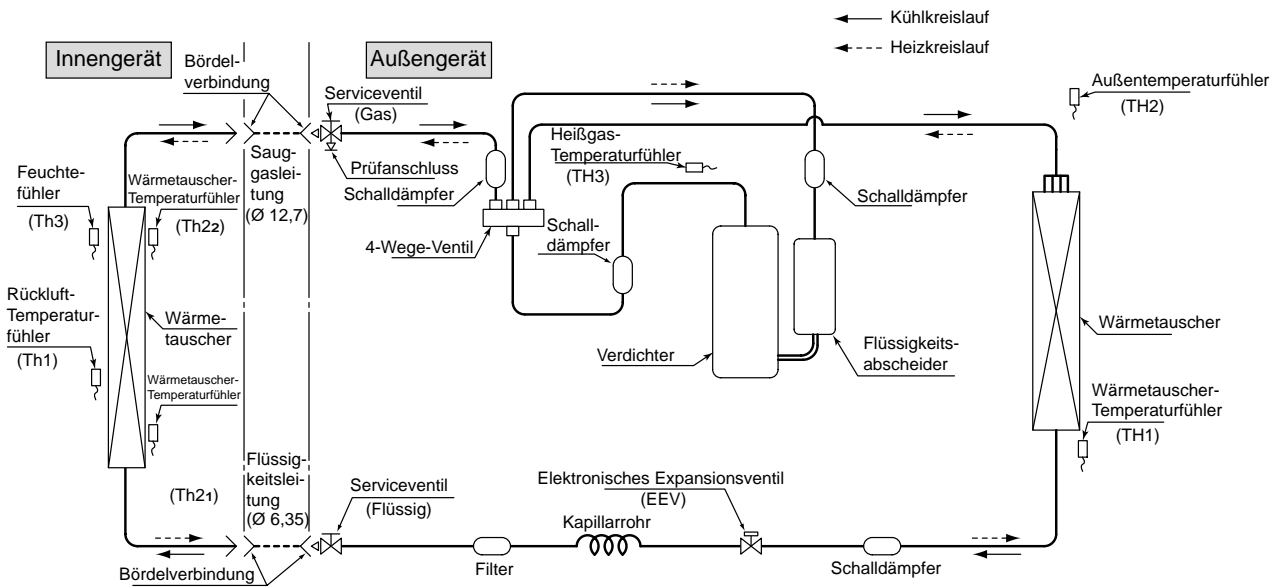 Kühlkreislauf
Heizkreislauf
Innengerät
Außengerät
Bördel-
verbindung
Serviceventil
(Gas)
Außentemperaturfühler
(TH2)
Prüfanschluss
Schalldämpfer
Heißgas-
Temperaturfühler
(TH3)
Schalldämpfer
Saug-
gasleitung
(Ø 12,7)
Feuchte-
fühler
(Th3)
Wärmetauscher-
Temperaturfühler
(Th22)
4-Wege-Ventil
Schall-
dämpfer
Rückluft-
Temperatur-
fühler
(Th1)
Wärme-
tauscher
Verdichter
Flüssigkeits-
abscheider
Wärmetauscher
Wärmetauscher-
Temperaturfühler
Wärmetauscher-
Temperaturfühler
(TH1)
(Th21)
Flüssig-
keitslei-
tung
(Ø 6,35)
Serviceventil
(Flüssig)
Elektronisches Expansionsventil
(EEV)
Kapillarrohr
Bördelverbindung
Filter
Schalldämpfer